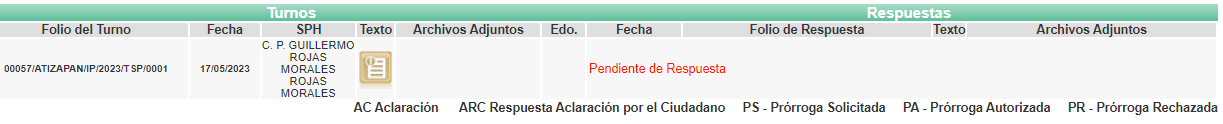 Turnos Respuestas
Folio del Turno Fecha SPH Texto Archivos Adjuntos Edo. Fecha Folio de Respuesta Texto Archivos Adjuntos
00057/ATIZAPAN/IP/2023/TSP/0001 17/05/2023 C. P. GUILLERMO
ROJAS
MORALES
ROJAS
MORALES
Pendiente de Respuesta
AC Aclaración ARC Respuesta Aclaración por el Ciudadano PS - Prórroga Solicitada PA - Prórroga Autorizada PR - Prórroga Rechazada